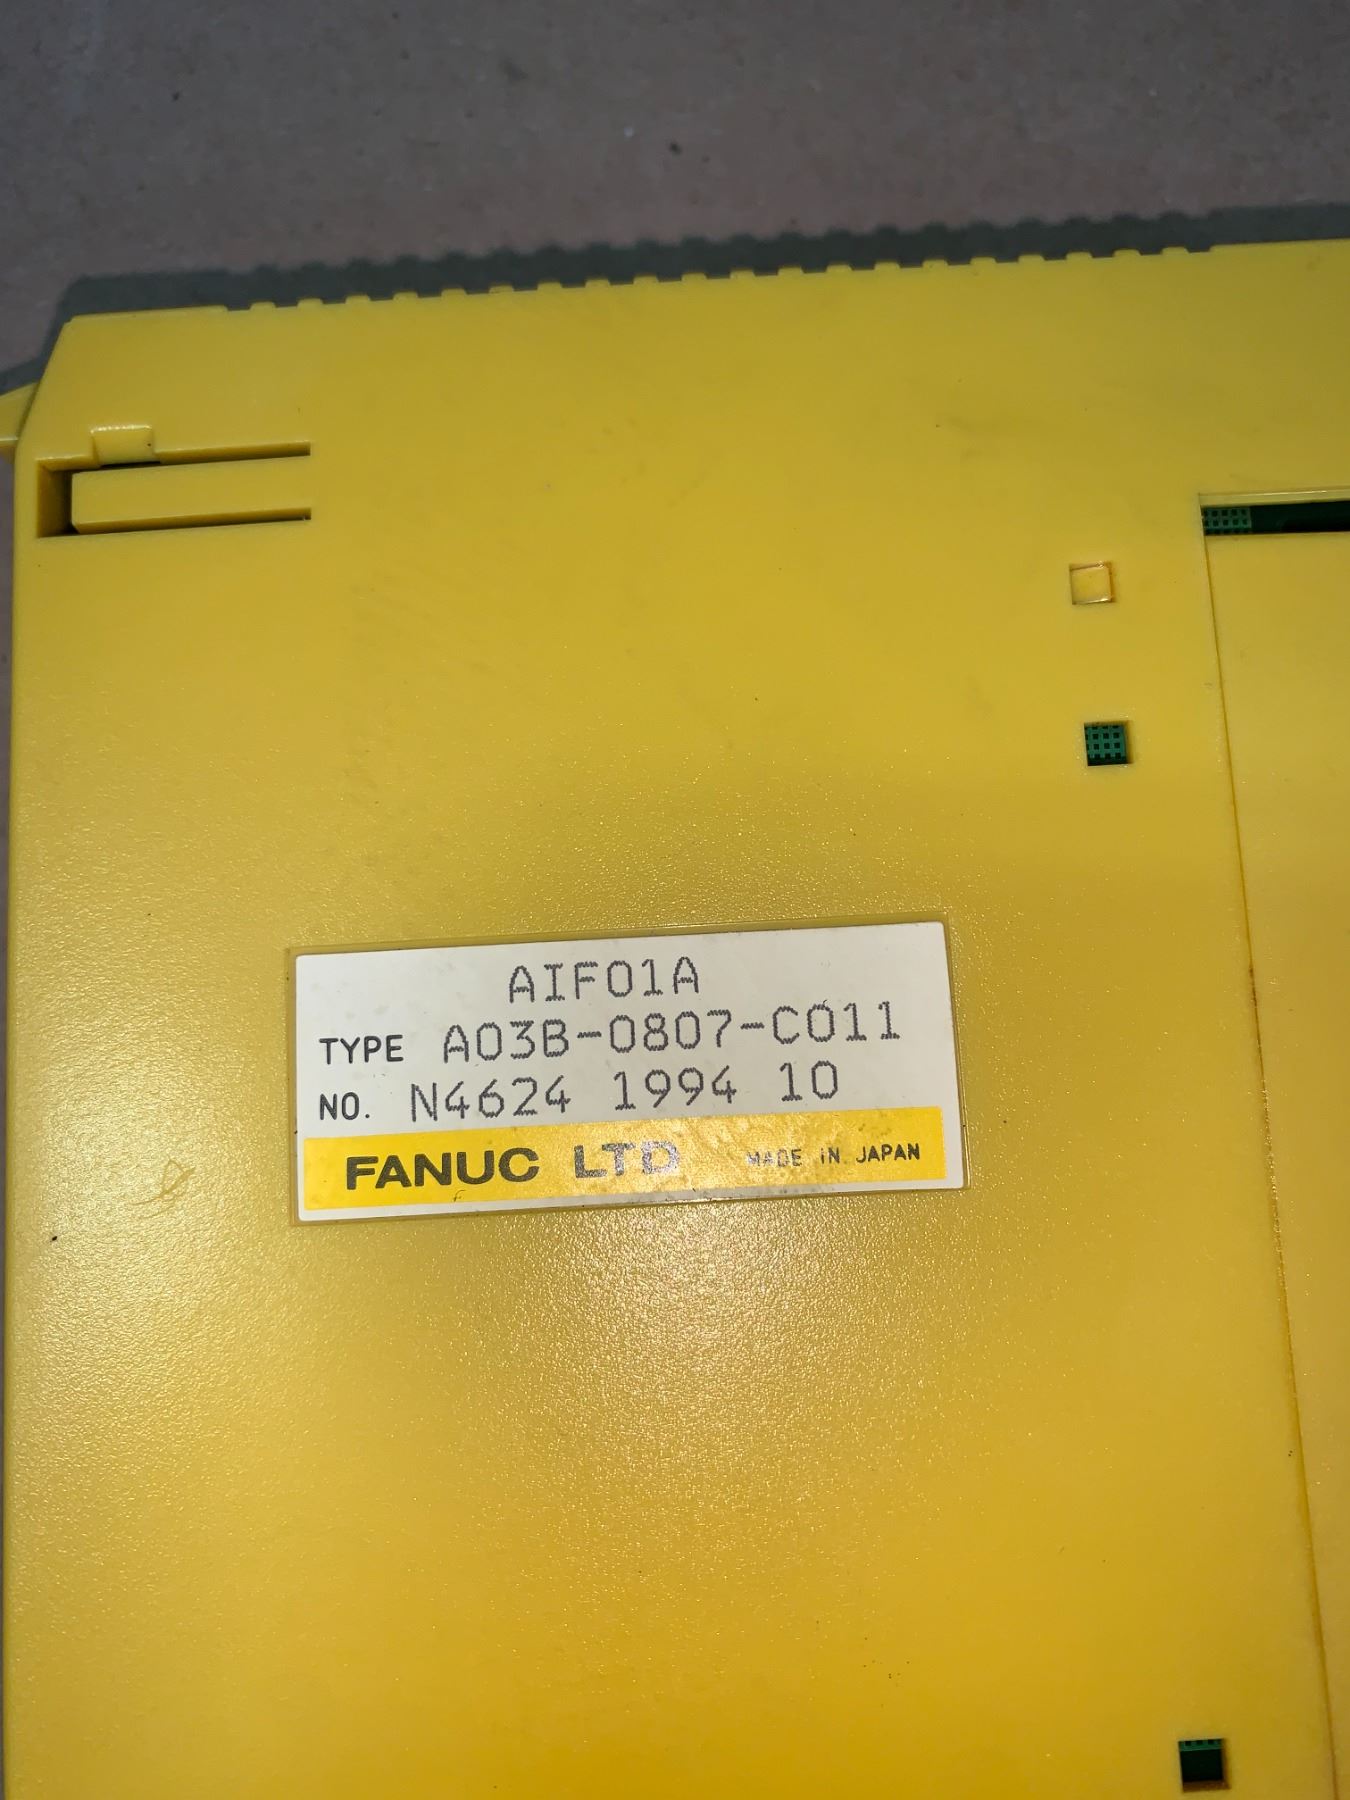 AIF01A
TYPE A03B-0807-C011
NO. N4624 1994 10
FANUC LTD MADE IN JAPAN